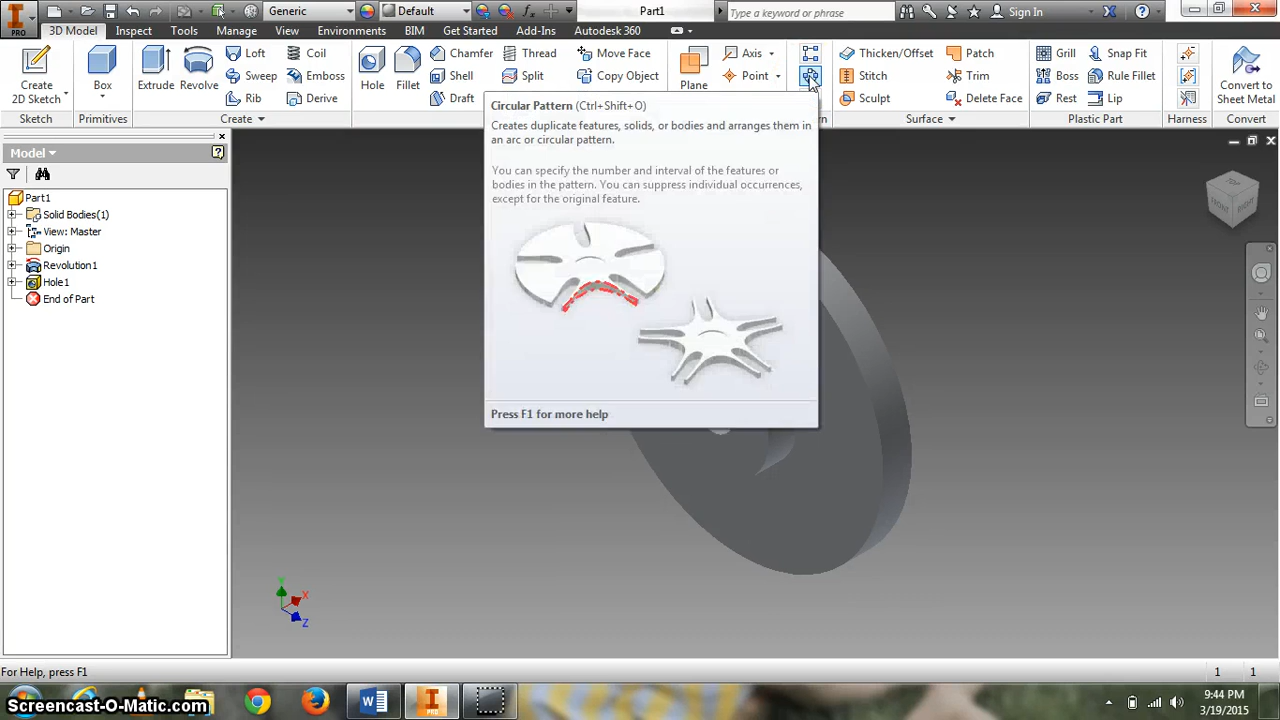 Generic
Default
fx
Part1
Type a keyword or phrase
Sign In
PRO
3D Model
Inspect
Tools
Manage
View
Environments
BIM
Get Started
Add-Ins
Autodesk 360
Create
2D Sketch
Box
Extrude
Revolve
Loft
Sweep
Rib
Coil
Emboss
Derive
Hole
Fillet
Chamfer
Shell
Draft
Thread
Split
Move Face
Copy Object
Plane
Axis
Point
Thicken/Offset
Stitch
Sculpt
Patch
Trim
Delete Face
Grill
Boss
Rest
Snap Fit
Rule Fillet
Lip
Convert to
Sheet Metal
Sketch
Primitives
Create
Surface
Plastic Part
Harness
Convert
Circular Pattern (Ctrl+Shift+O)
Creates duplicate features, solids, or bodies and arranges them in
an arc or circular pattern.
You can specify the number and interval of the features or
bodies in the pattern. You can suppress individual occurrences,
except for the original feature.
Press F1 for more help
Model
Part1
Solid Bodies(1)
View: Master
Origin
Revolution1
Hole1
End of Part
FRONT
RIGHT
Y
X
Z
For Help, press F1
1
1
Screencast-O-Matic.com
PRO
9:44 PM
3/19/2015